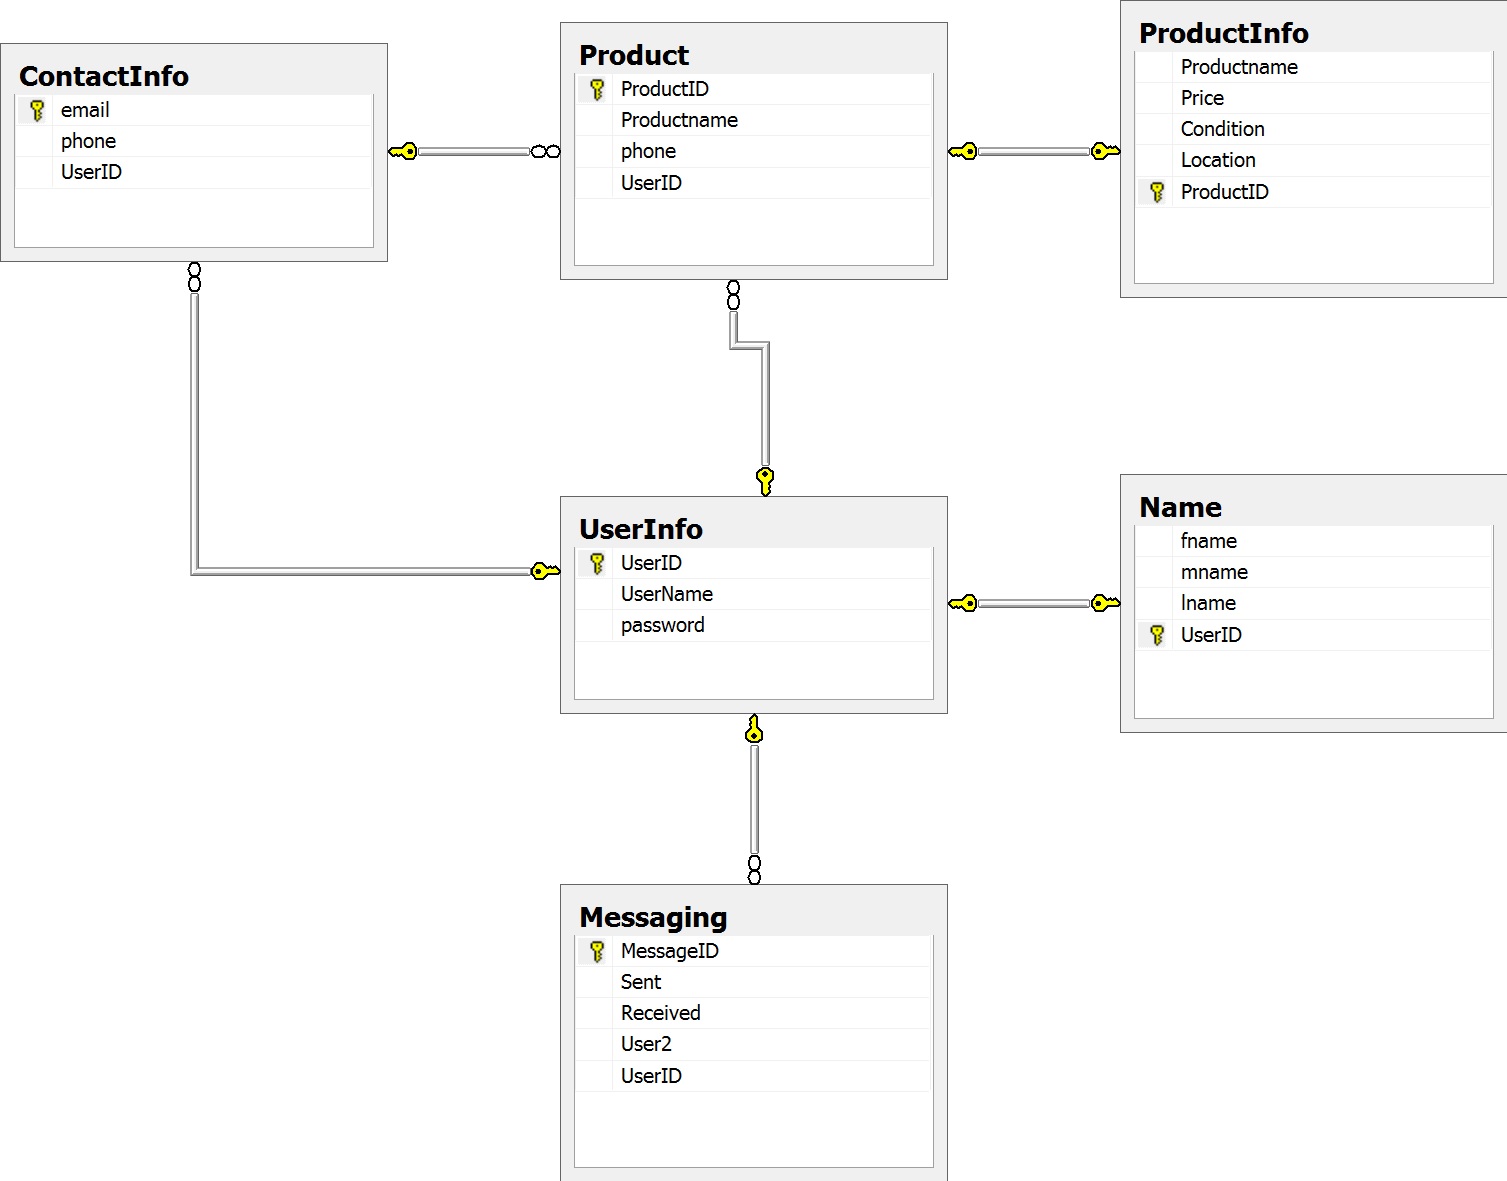 ContactInfo
email
phone
UserID
Product
ProductID
Productname
phone
UserID
ProductInfo
Productname
Price
Condition
Location
ProductID
UserInfo
UserID
UserName
password
Name
fname
mname
lname
UserID
Messaging
MessageID
Sent
Received
User2
UserID